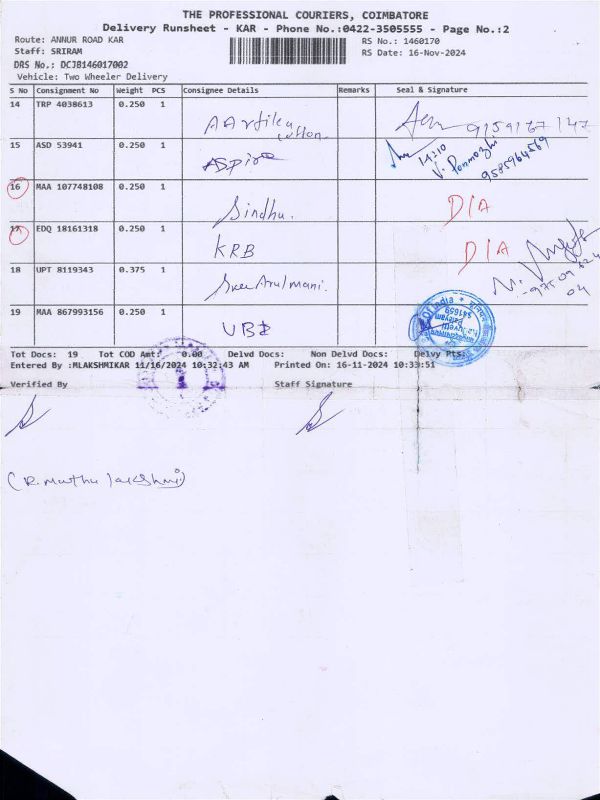 THE PROFESSIONAL COURIERS, COIMBATORE
Delivery Runsheet - KAR - Phone No.:0422-3505555 - Page No.:2
Route: ANNUR ROAD KAR
RS No.: 1460170
Staff: SRIRAM
RS Date: 16-Nov-2024
DRS No.: DCJB146017002
Vehicle: Two Wheeler Delivery
S No Consignment No Weight PCS Consignee Details Remarks Seal & Signature
14 TRP 4038613 0.250 1
9159167147
15 ASD 53941 0.250 1
ASpire
14210
V. Ponmozhi
9585964569
16 MAA 107748108 0.250 1
Sindhu.
D/A
17 EDQ 18161318 0.250 1
KRB
D/A
18 UPT 8119343 0.375 1
Sree Arulmani.
19 MAA 867993156 0.250 1
UBI
Tot Docs: 19 Tot COD Amt: 0.00 Delvd Docs: Non Delvd Docs: Delvy Pts:
Entered By :MLAKSHMIKAR 11/16/2024 10:32:43 AM Printed On: 16-11-2024 10:33:51
Verified By Staff Signature
(R. Muthu lakshmi)